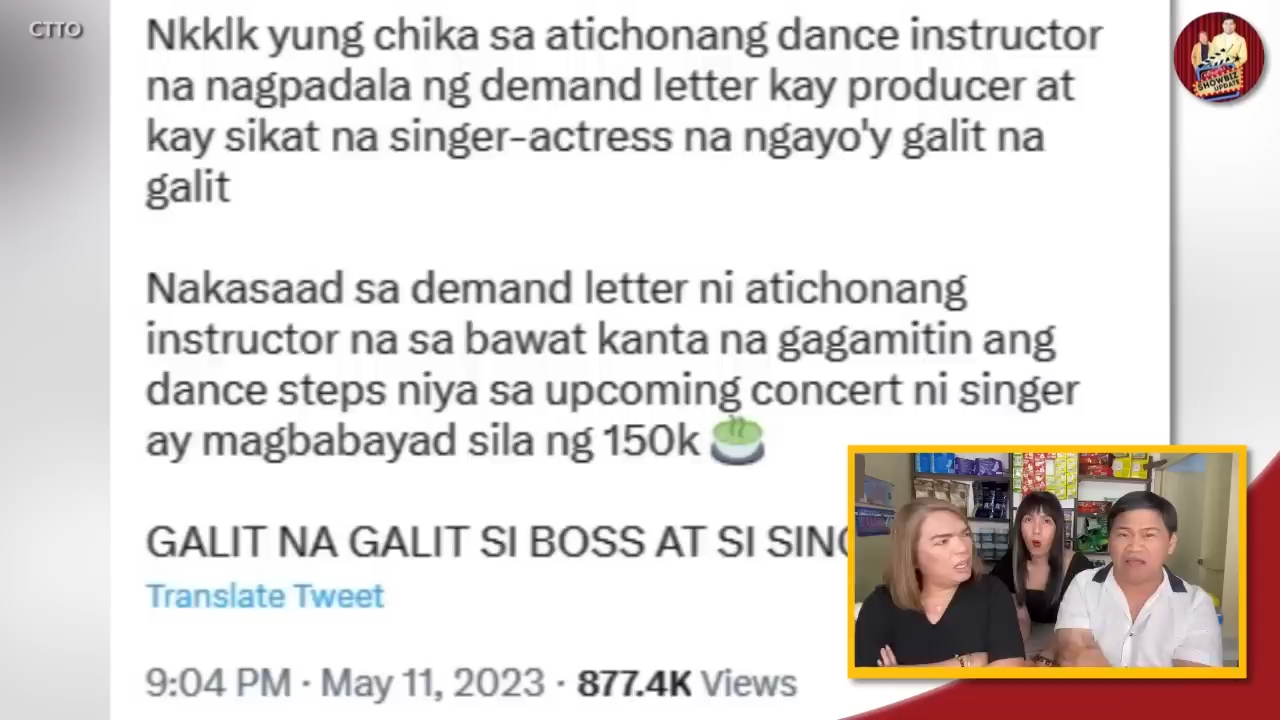 CTTO
Nkklk yung chika sa atichonang dance instructor
na nagpadala ng demand letter kay producer at
kay sikat na singer-actress na ngayo'y galit na
galit
Nakasaad sa demand letter ni atichonang
instructor na sa bawat kanta na gagamitin ang
dance steps niya sa upcoming concert ni singer
ay magbabayad sila ng 150k
GALIT NA GALIT SI BOSS AT SI
Translate Tweet
9:04 PM · May 11, 2023 · 877.4K Views
SHOWBIZ
UPDATE